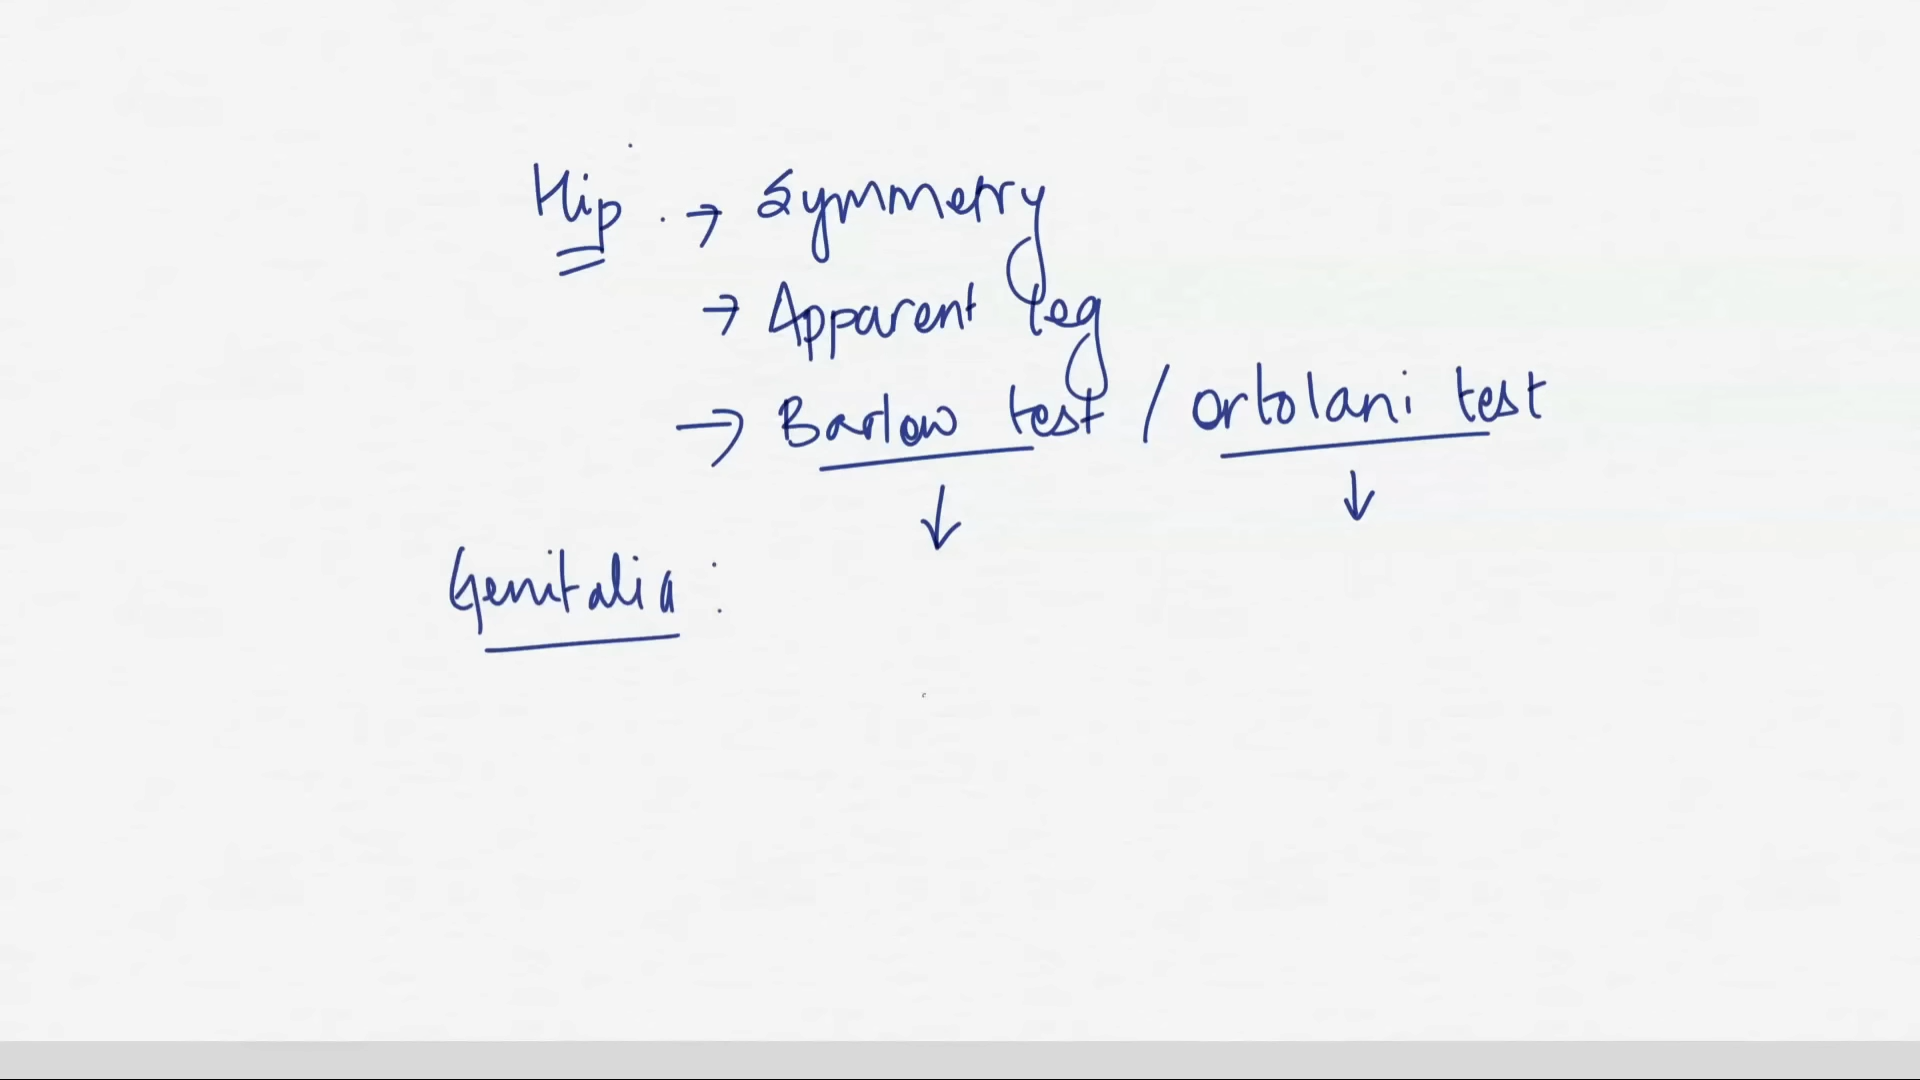 Hip . → Symmetry
→ Apparent leg
→ Barlow test / Ortolani test
↓ ↓
Genitalia :